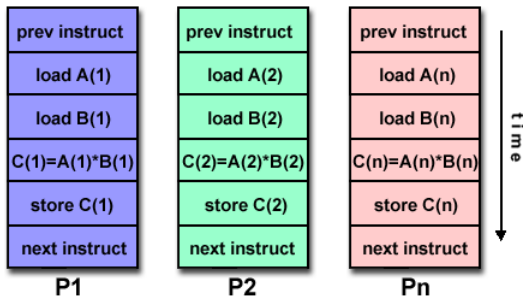 prev instruct
load A(1)
load B(1)
C(1)=A(1)*B(1)
store C(1)
next instruct
P1
prev instruct
load A(2)
load B(2)
C(2)=A(2)*B(2)
store C(2)
next instruct
P2
prev instruct
load A(n)
load B(n)
C(n)=A(n)*B(n)
store C(n)
next instruct
Pn
time